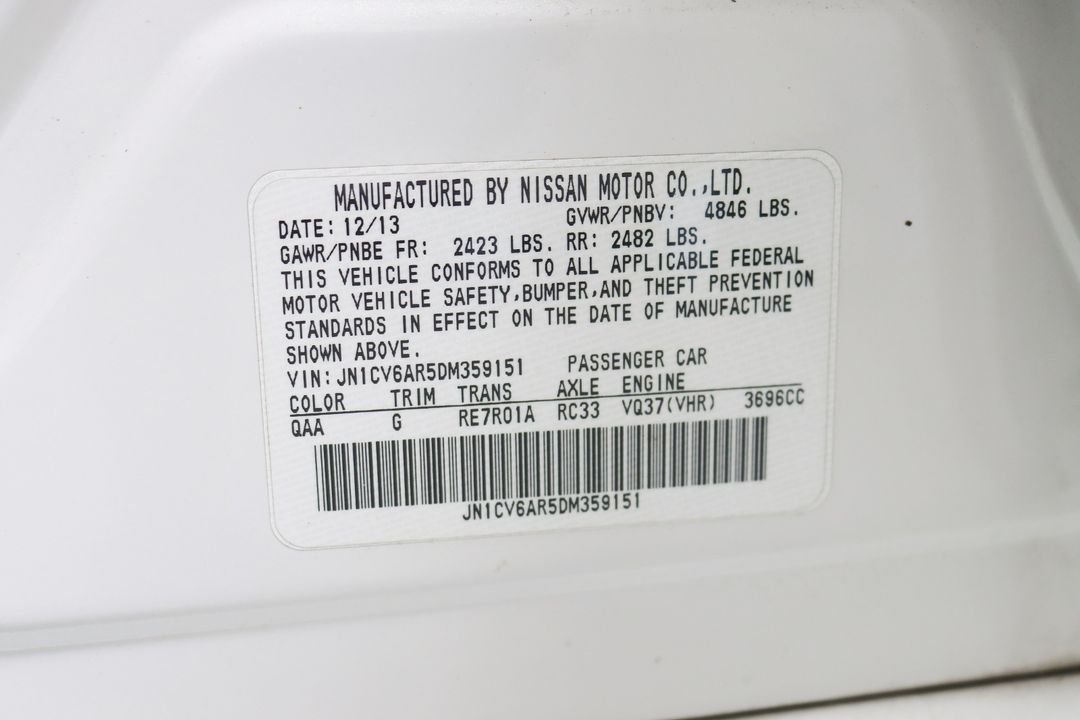 MANUFACTURED BY NISSAN MOTOR CO.,LTD.
DATE: 12/13 GVWR/PNBV: 4846 LBS.
GAWR/PNBE FR: 2423 LBS. RR: 2482 LBS.
THIS VEHICLE CONFORMS TO ALL APPLICABLE FEDERAL
MOTOR VEHICLE SAFETY,BUMPER,AND THEFT PREVENTION
STANDARDS IN EFFECT ON THE DATE OF MANUFACTURE
SHOWN ABOVE.
VIN: JN1CV6AR5DM359151 PASSENGER CAR
COLOR TRIM TRANS AXLE ENGINE
QAA G RE7R01A RC33 VQ37(VHR) 3696CC
JN1CV6AR5DM359151